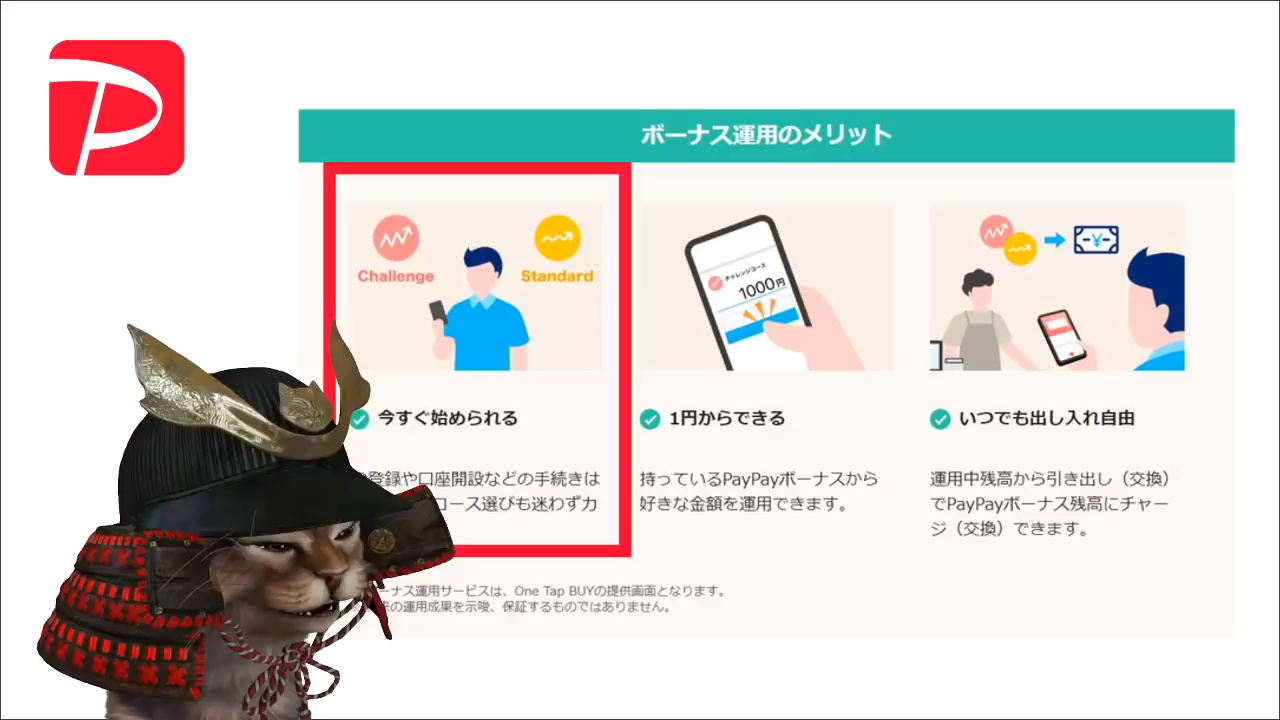 ボーナス運用のメリット
Challenge
Standard
チャレンジコース
1000円
¥
今すぐ始められる
登録や口座開設などの手続きは
コース選びも迷わずカ
1円からできる
持っているPayPayボーナスから
好きな金額を運用できます。
いつでも出し入れ自由
運用中残高から引き出し（交換）
でPayPayボーナス残高にチャー
ジ（交換）できます。
ーナス運用サービスは、One Tap BUYの提供画面となります。
の運用成果を示唆、保証するものではありません。